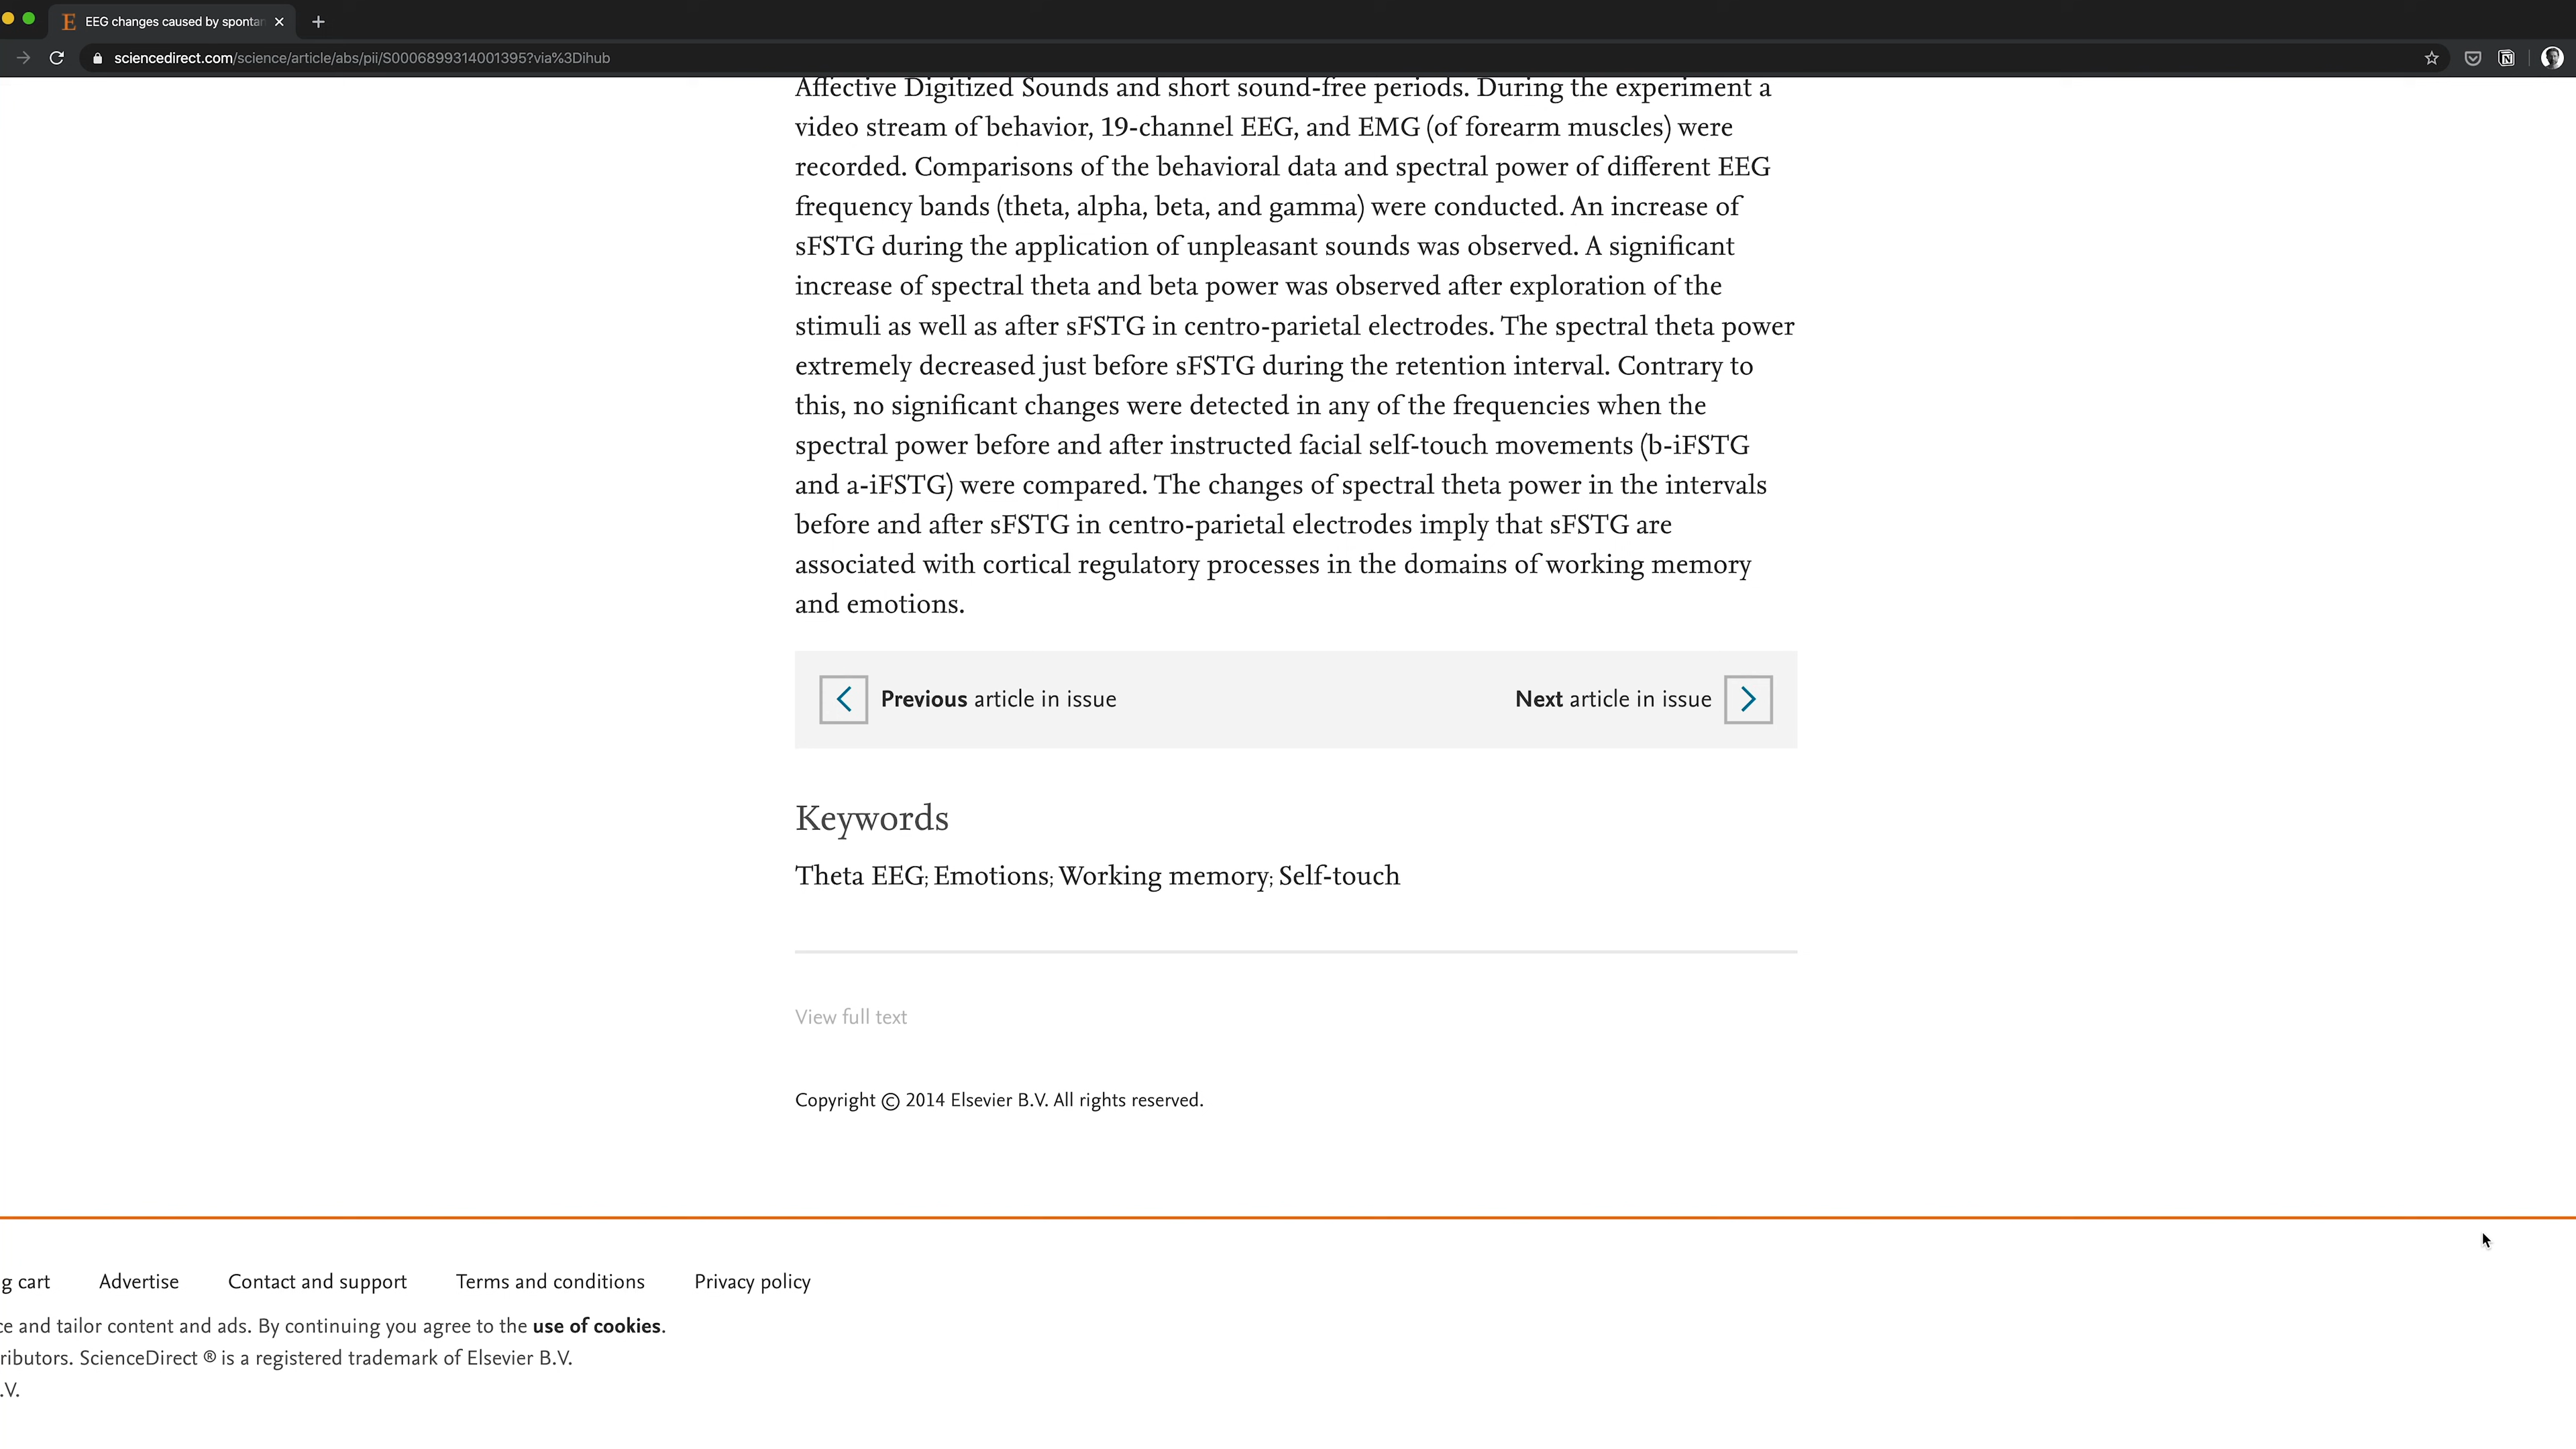 EEG changes caused by spontan
sciencedirect.com/science/article/abs/pii/S0006899314001395?via%3Dihub
Affective Digitized Sounds and short sound-free periods. During the experiment a
video stream of behavior, 19-channel EEG, and EMG (of forearm muscles) were
recorded. Comparisons of the behavioral data and spectral power of different EEG
frequency bands (theta, alpha, beta, and gamma) were conducted. An increase of
sFSTG during the application of unpleasant sounds was observed. A significant
increase of spectral theta and beta power was observed after exploration of the
stimuli as well as after sFSTG in centro-parietal electrodes. The spectral theta power
extremely decreased just before sFSTG during the retention interval. Contrary to
this, no significant changes were detected in any of the frequencies when the
spectral power before and after instructed facial self-touch movements (b-iFSTG
and a-iFSTG) were compared. The changes of spectral theta power in the intervals
before and after sFSTG in centro-parietal electrodes imply that sFSTG are
associated with cortical regulatory processes in the domains of working memory
and emotions.
Previous article in issue
Next article in issue
Keywords
Theta EEG; Emotions; Working memory; Self-touch
View full text
Copyright © 2014 Elsevier B.V. All rights reserved.
g cart Advertise Contact and support Terms and conditions Privacy policy
ce and tailor content and ads. By continuing you agree to the use of cookies.
ributors. ScienceDirect ® is a registered trademark of Elsevier B.V.
.V.